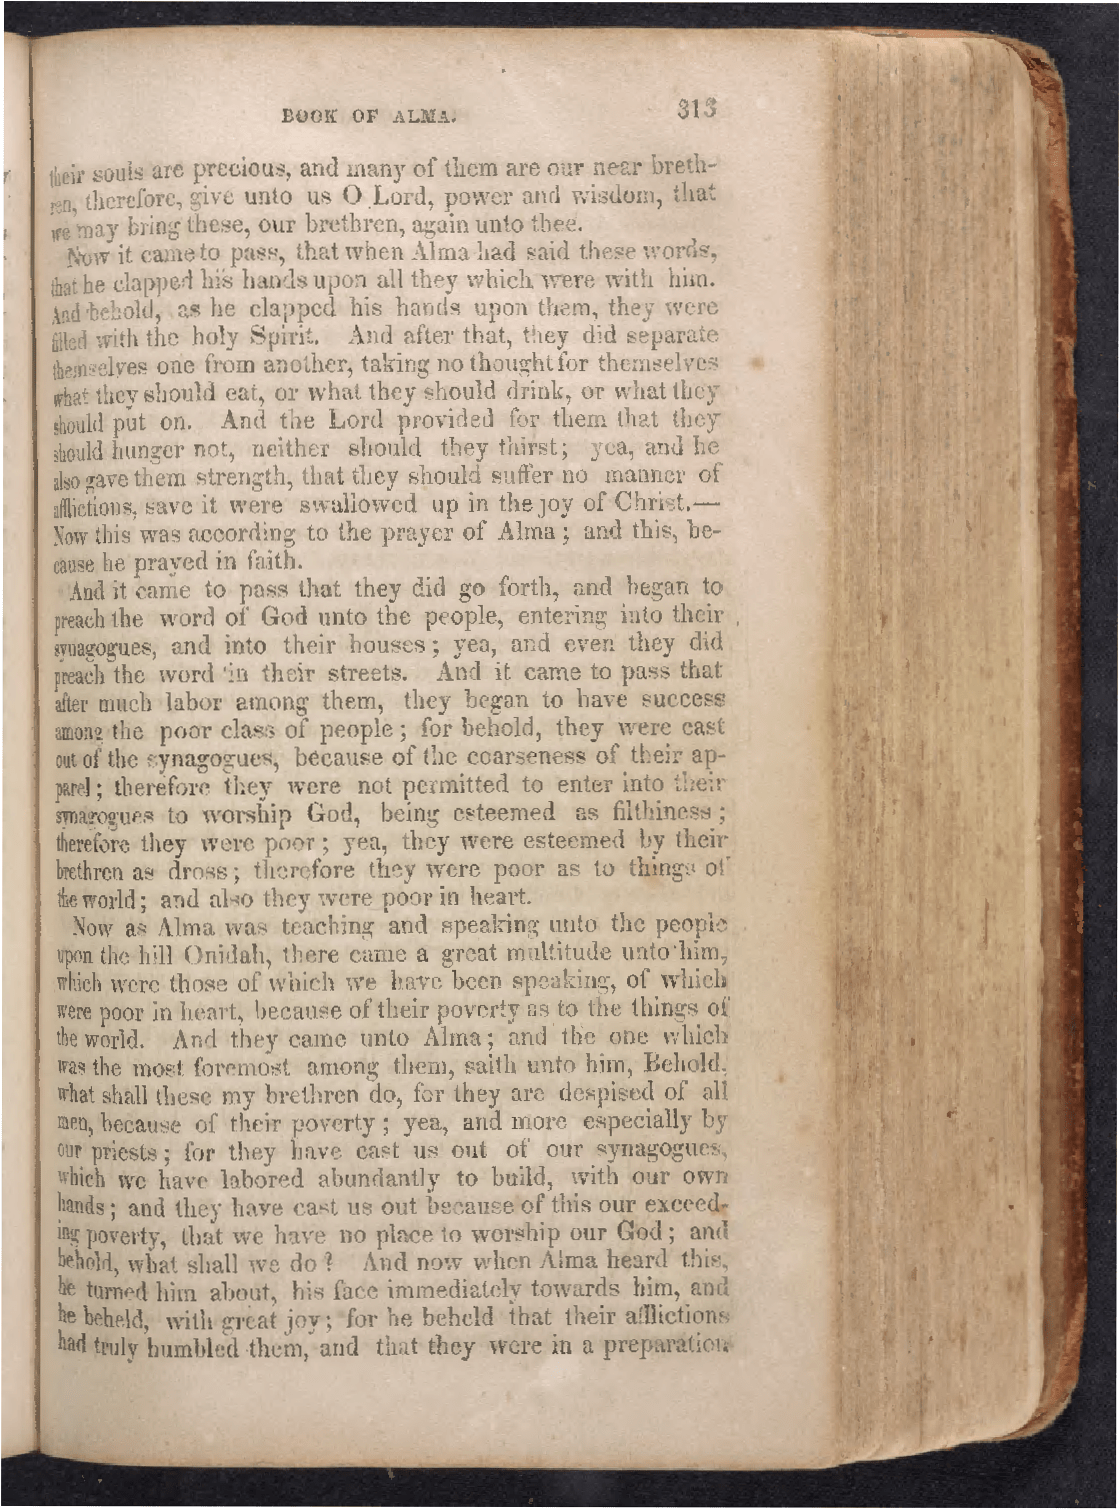 BOOK OF ALMA. 313
their souls are precious, and many of them are our near breth-
ren, therefore, give unto us O Lord, power and wisdom, that
we may bring these, our brethren, again unto thee.
Now it came to pass, that when Alma had said these words,
that he clapped his hands upon all they which were with him.
And behold, as he clapped his hands upon them, they were
filled with the holy Spirit. And after that, they did separate
themselves one from another, taking no thought for themselves
what they should eat, or what they should drink, or what they
should put on. And the Lord provided for them that they
should hunger not, neither should they thirst; yea, and he
also gave them strength, that they should suffer no manner of
afflictions, save it were swallowed up in the joy of Christ.—
Now this was according to the prayer of Alma; and this, be-
cause he prayed in faith.
And it came to pass that they did go forth, and began to
preach the word of God unto the people, entering into their
synagogues, and into their houses; yea, and even they did
preach the word in their streets. And it came to pass that
after much labor among them, they began to have success
among the poor class of people; for behold, they were cast
out of the synagogues, because of the coarseness of their ap-
parel; therefore they were not permitted to enter into their
synagogues to worship God, being esteemed as filthiness;
therefore they were poor; yea, they were esteemed by their
brethren as dross; therefore they were poor as to things of
the world; and also they were poor in heart.
Now as Alma was teaching and speaking unto the people
upon the hill Onidah, there came a great multitude unto him,
which were those of which we have been speaking, of which
were poor in heart, because of their poverty as to the things of
the world. And they came unto Alma; and the one which
was the most foremost among them, saith unto him, Behold,
what shall these my brethren do, for they are despised of all
men, because of their poverty; yea, and more especially by
our priests; for they have cast us out of our synagogues,
which we have labored abundantly to build, with our own
hands; and they have cast us out because of this our exceed-
ing poverty, that we have no place to worship our God; and
behold, what shall we do? And now when Alma heard this,
he turned him about, his face immediately towards him, and
he beheld, with great joy; for he beheld that their afflictions
had truly humbled them, and that they were in a preparation